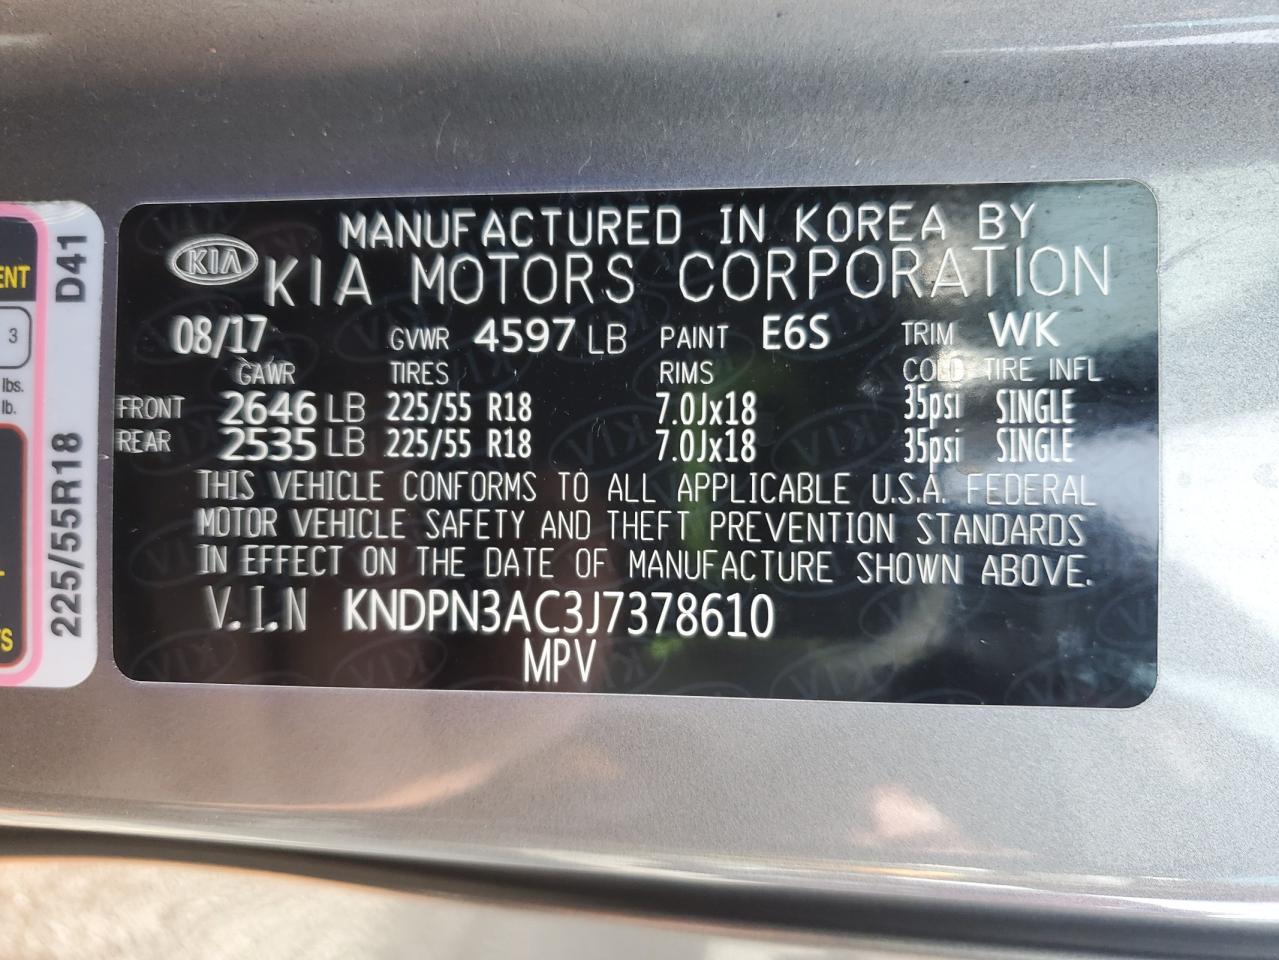 MANUFACTURED IN KOREA BY
KIA
KIA MOTORS CORPORATION
08/17 GVWR 4597 LB PAINT E6S TRIM WK
GAWR TIRES RIMS COLD TIRE INFL
FRONT 2646 LB 225/55 R18 7.0Jx18 35psi SINGLE
REAR 2535 LB 225/55 R18 7.0Jx18 35psi SINGLE
THIS VEHICLE CONFORMS TO ALL APPLICABLE U.S.A. FEDERAL
MOTOR VEHICLE SAFETY AND THEFT PREVENTION STANDARDS
IN EFFECT ON THE DATE OF MANUFACTURE SHOWN ABOVE.
V.I.N KNDPN3AC3J7378610
MPV
225/55R18 D41
3
lbs.
lb.